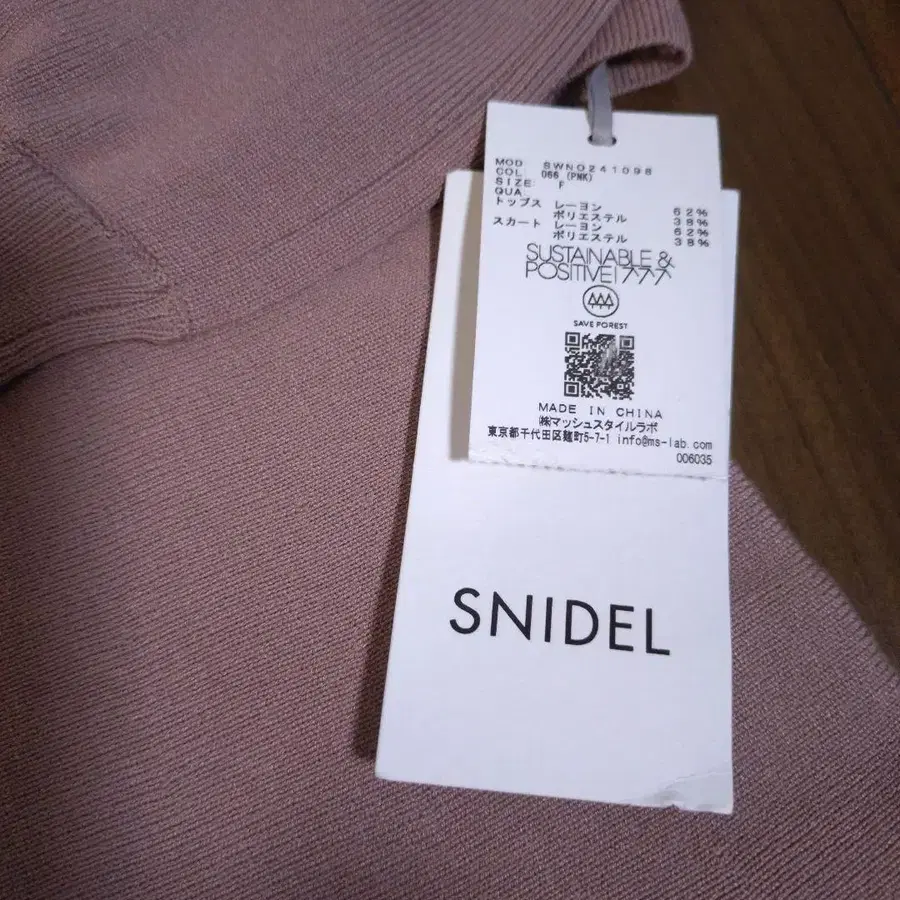 MOD SWNO241098
COL 066 (PNK)
SIZE: F
QUA
トップス レーヨン 62%
ポリエステル 38%
スカート レーヨン 62%
ポリエステル 38%
SUSTAINABLE &
POSITIVE!
SAVE FOREST
MADE IN CHINA
㈱マッシュスタイルラボ
東京都千代田区麹町5-7-1 info@ms-lab.com
006035
SNIDEL